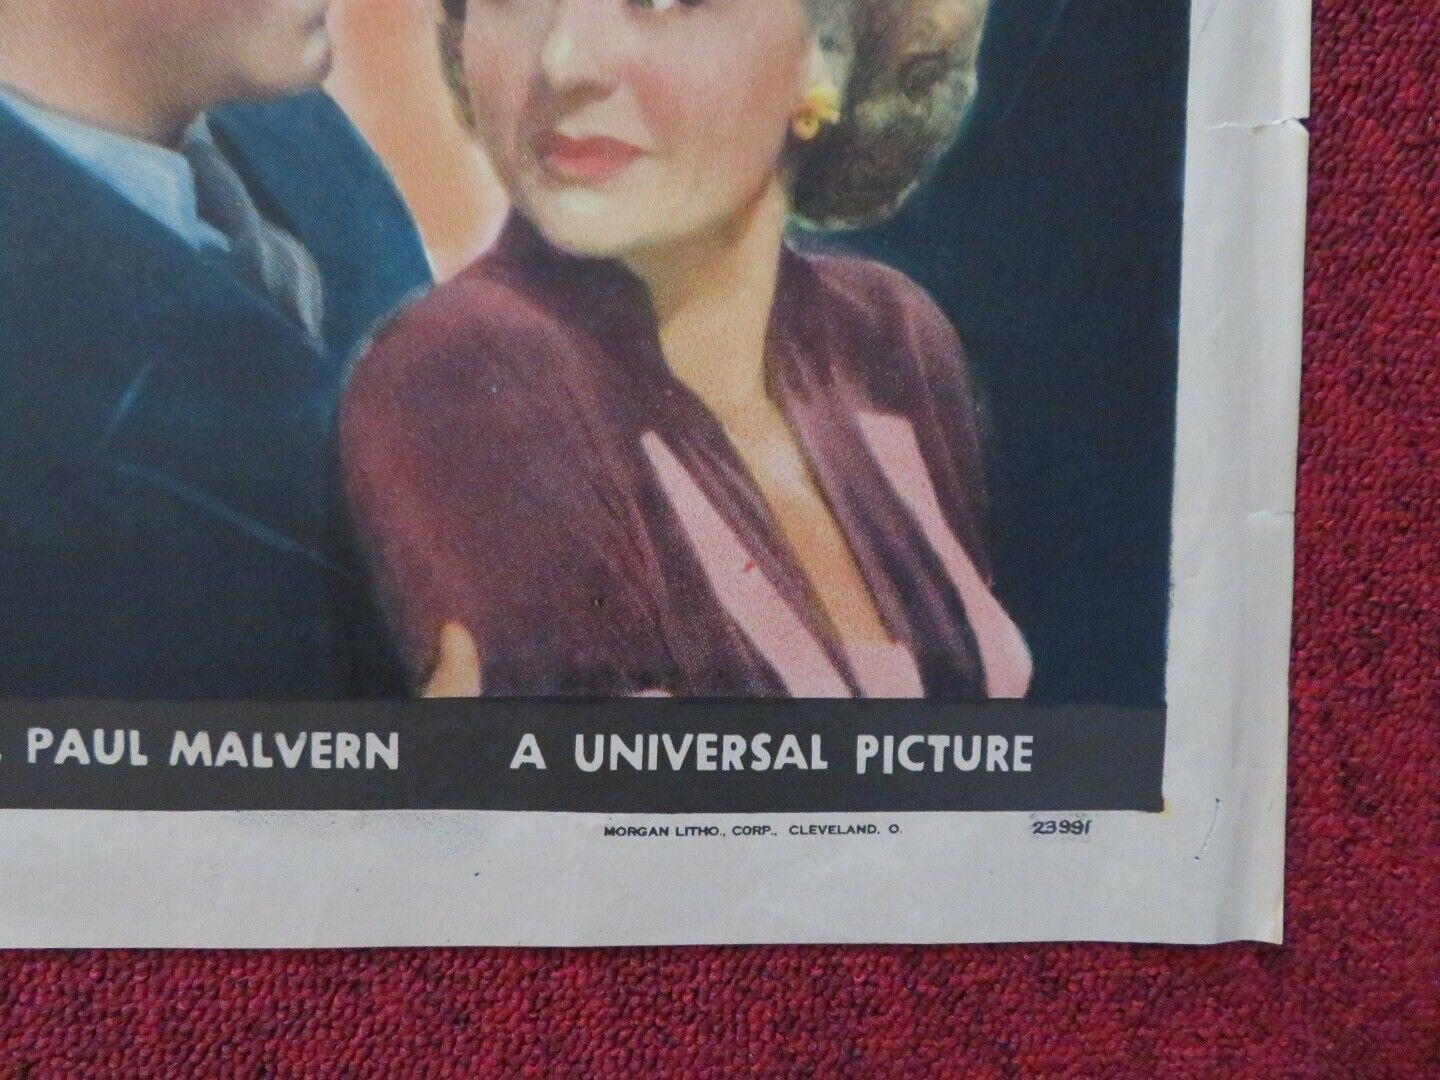 PAUL MALVERN A UNIVERSAL PICTURE
MORGAN LITHO., CORP., CLEVELAND, O. 23991